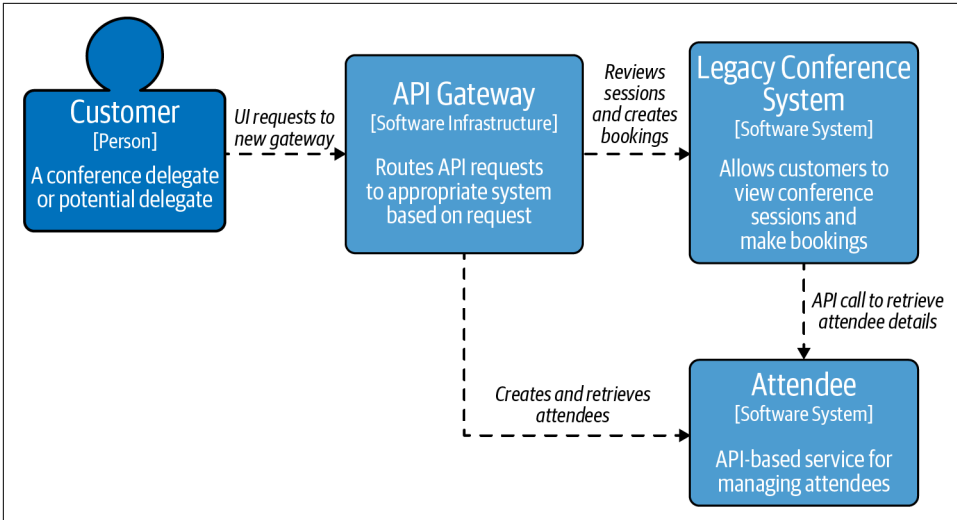 Customer
[Person]
A conference delegate
or potential delegate
UI requests to
new gateway
API Gateway
[Software Infrastructure]
Routes API requests
to appropriate system
based on request
Reviews
sessions
and creates
bookings
Legacy Conference
System
[Software System]
Allows customers to
view conference
sessions and
make bookings
API call to retrieve
attendee details
Creates and retrieves
attendees
Attendee
[Software System]
API-based service for
managing attendees